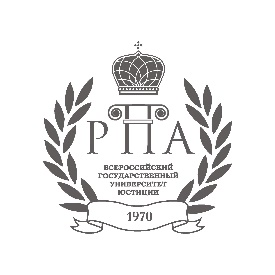 РПА
ВСЕРОССИЙСКИЙ
ГОСУДАРСТВЕННЫЙ
УНИВЕРСИТЕТ
ЮСТИЦИИ
1970